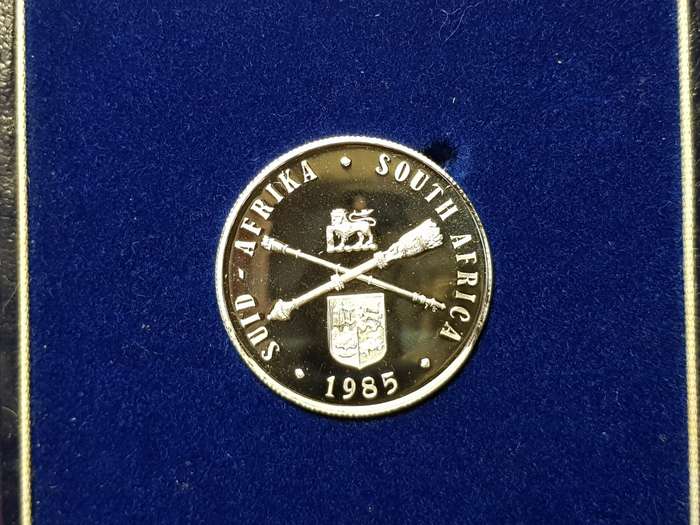 SUID - AFRIKA · SOUTH AFRICA
· 1985 ·